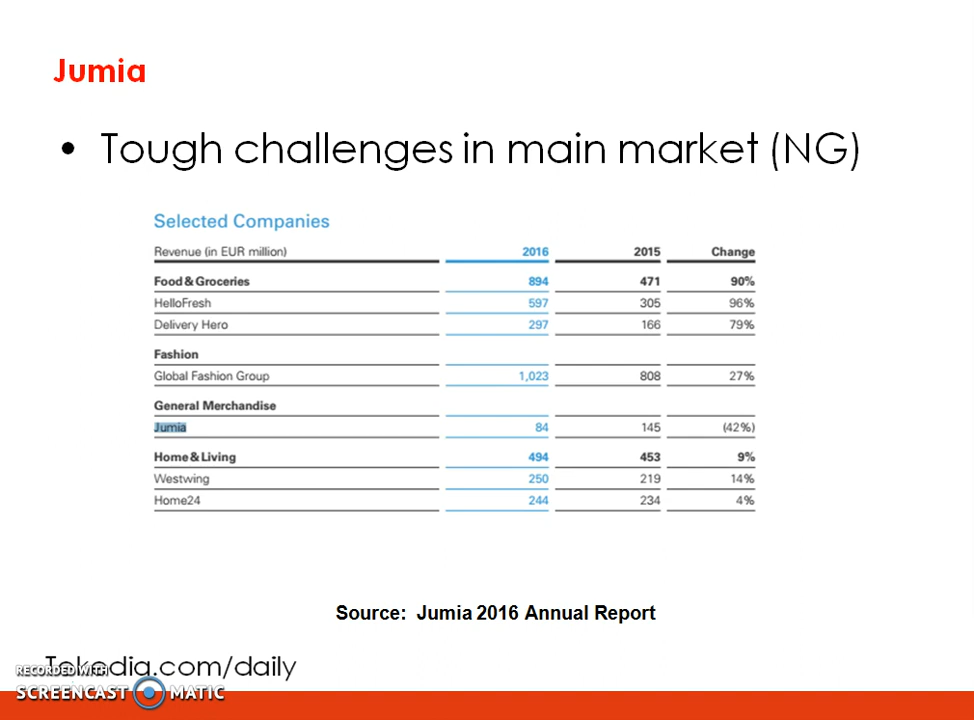 Jumia
• Tough challenges in main market (NG)
Selected Companies
Revenue (in EUR million) 2016 2015 Change
Food & Groceries 894 471 90%
HelloFresh 597 305 96%
Delivery Hero 297 166 79%
Fashion
Global Fashion Group 1,023 808 27%
General Merchandise
Jumia 84 145 (42%)
Home & Living 494 453 9%
Westwing 250 219 14%
Home24 244 234 4%
Source: Jumia 2016 Annual Report
Tekedia.com/daily
RECORDED WITH
SCREENCAST MATIC